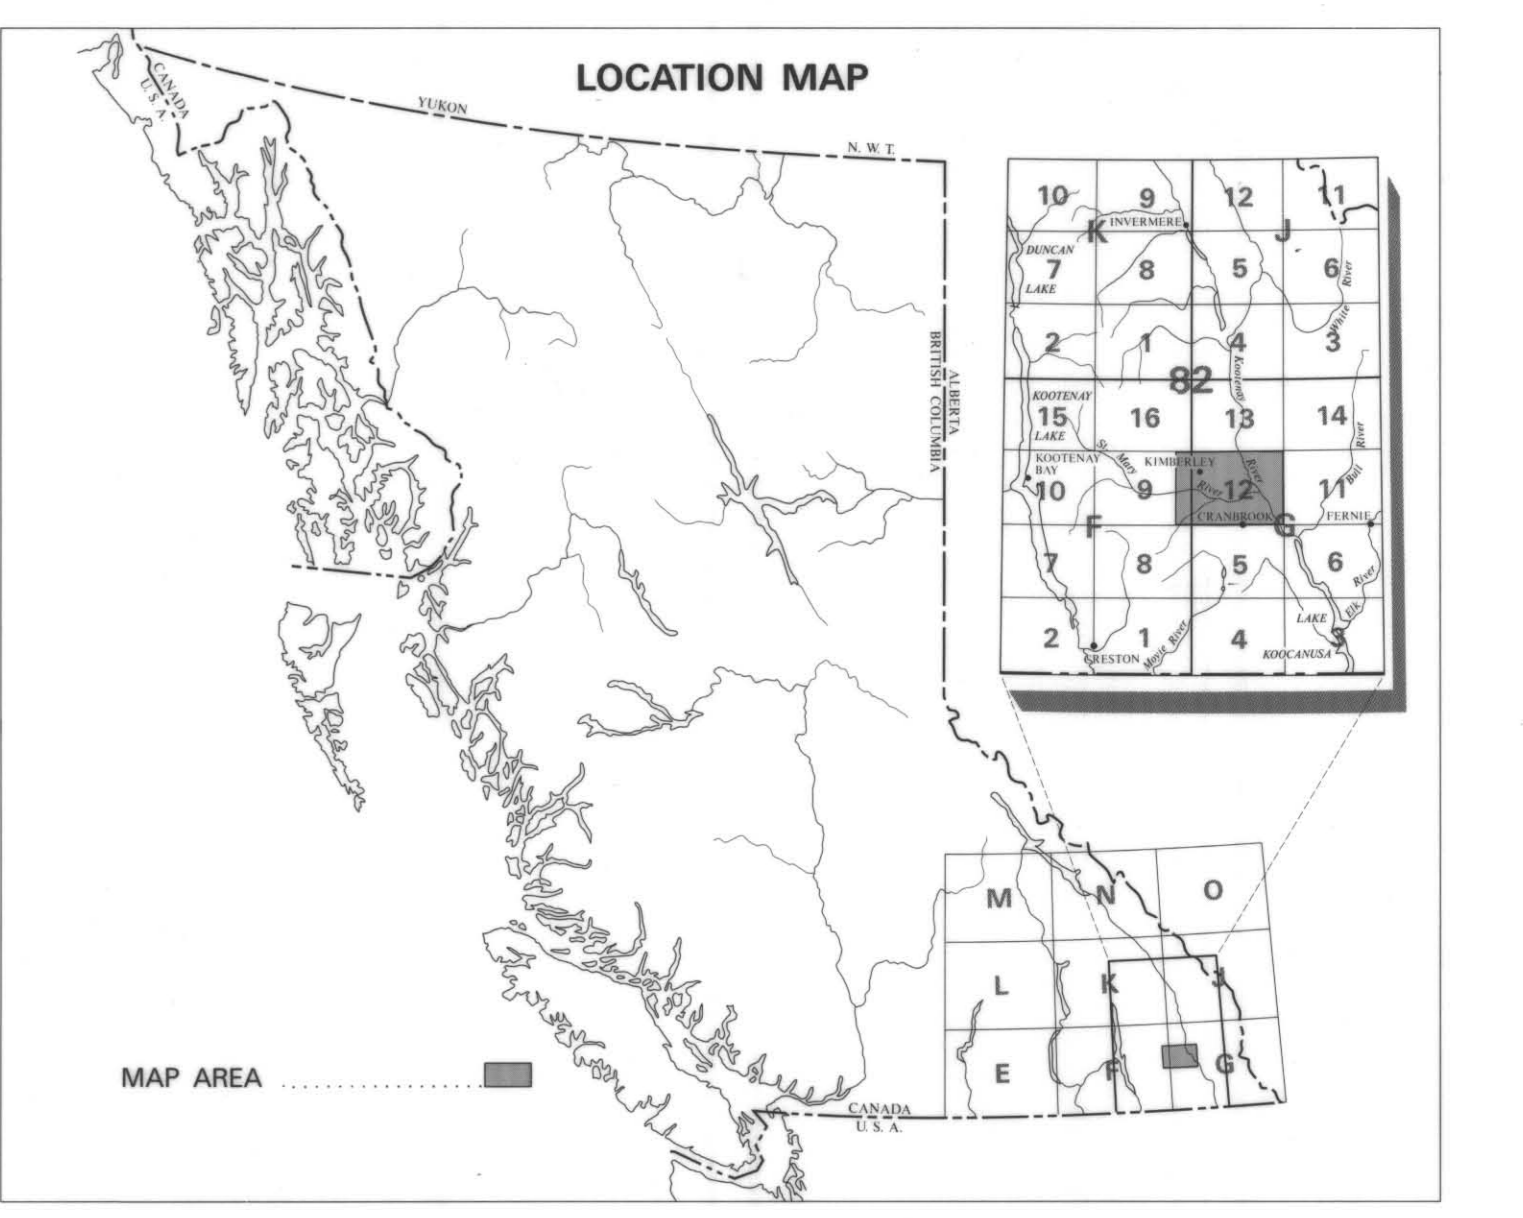 LOCATION MAP
CANADA
U. S. A.
YUKON
N. W. T.
BRITISH COLUMBIA
ALBERTA
10
9
12
11
K
INVERMERE
J
DUNCAN
7
LAKE
8
5
6
River
White
2
1
4
3
Kootenay
82
KOOTENAY
15
LAKE
16
13
14
River
KOOTENAY
BAY
St. Mary
KIMBERLEY
River
10
9
River
12
11
Bull
CRANBROOK
FERNIE
F
G
7
8
5
6
River
Elk
LAKE
2
1
4
3
CRESTON
Moyie River
KOOCANUSA
M
N
O
L
K
J
E
F
G
MAP AREA ....................
CANADA
U. S. A.